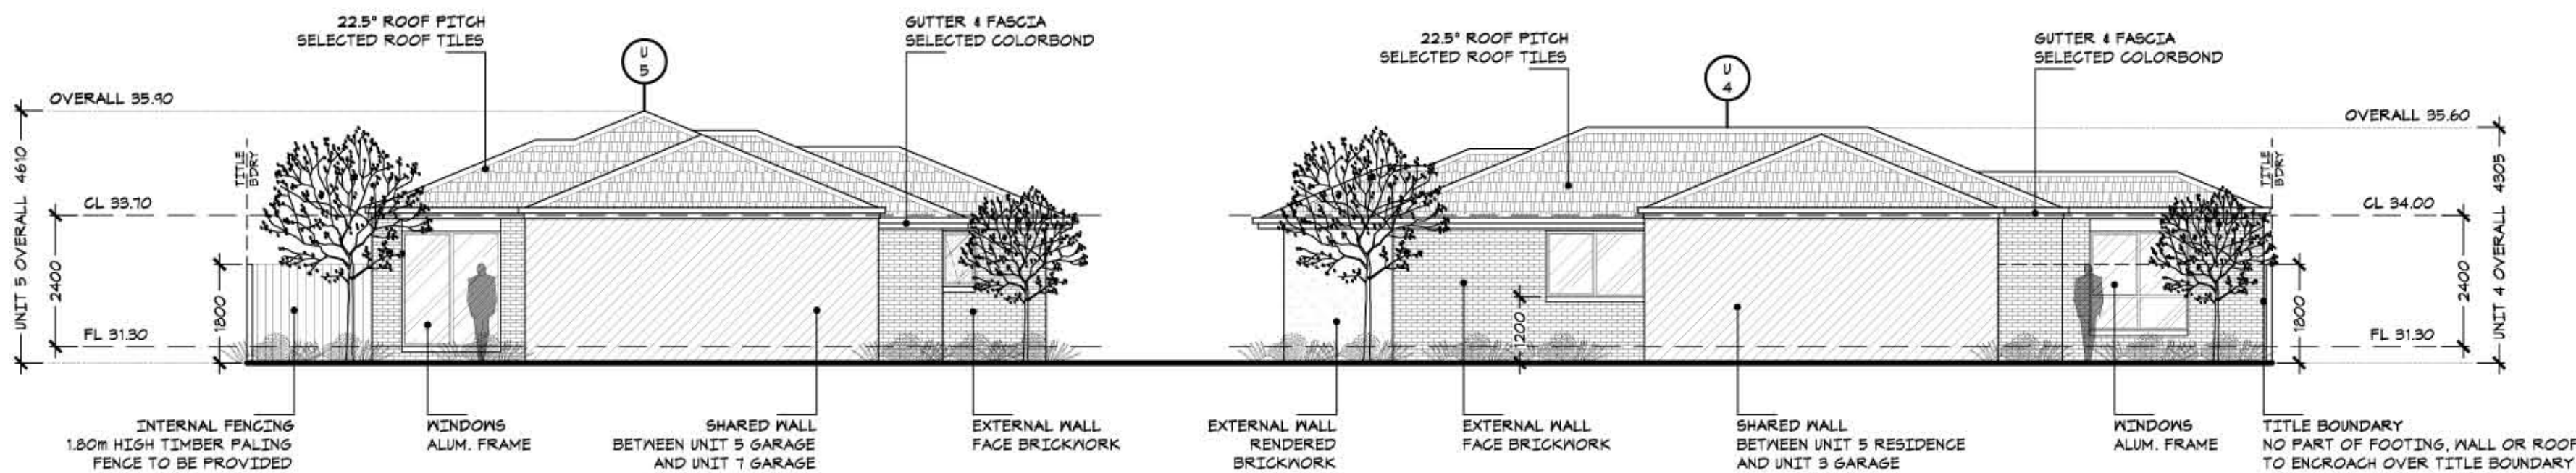 22.5° ROOF PITCH
SELECTED ROOF TILES
U
5
GUTTER & FASCIA
SELECTED COLORBOND
OVERALL 35.90
UNIT 5 OVERALL 4610
TITLE
BDRY
CL 33.70
2400
1800
FL 31.30
INTERNAL FENCING
1.80m HIGH TIMBER PALING
FENCE TO BE PROVIDED
WINDOWS
ALUM. FRAME
SHARED WALL
BETWEEN UNIT 5 GARAGE
AND UNIT 7 GARAGE
EXTERNAL WALL
FACE BRICKWORK
22.5° ROOF PITCH
SELECTED ROOF TILES
U
4
GUTTER & FASCIA
SELECTED COLORBOND
OVERALL 35.60
UNIT 4 OVERALL 4305
TITLE
BDRY
CL 34.00
2400
1800
1200
FL 31.30
EXTERNAL WALL
RENDERED
BRICKWORK
EXTERNAL WALL
FACE BRICKWORK
SHARED WALL
BETWEEN UNIT 5 RESIDENCE
AND UNIT 3 GARAGE
WINDOWS
ALUM. FRAME
TITLE BOUNDARY
NO PART OF FOOTING, WALL OR ROOF
TO ENCROACH OVER TITLE BOUNDARY